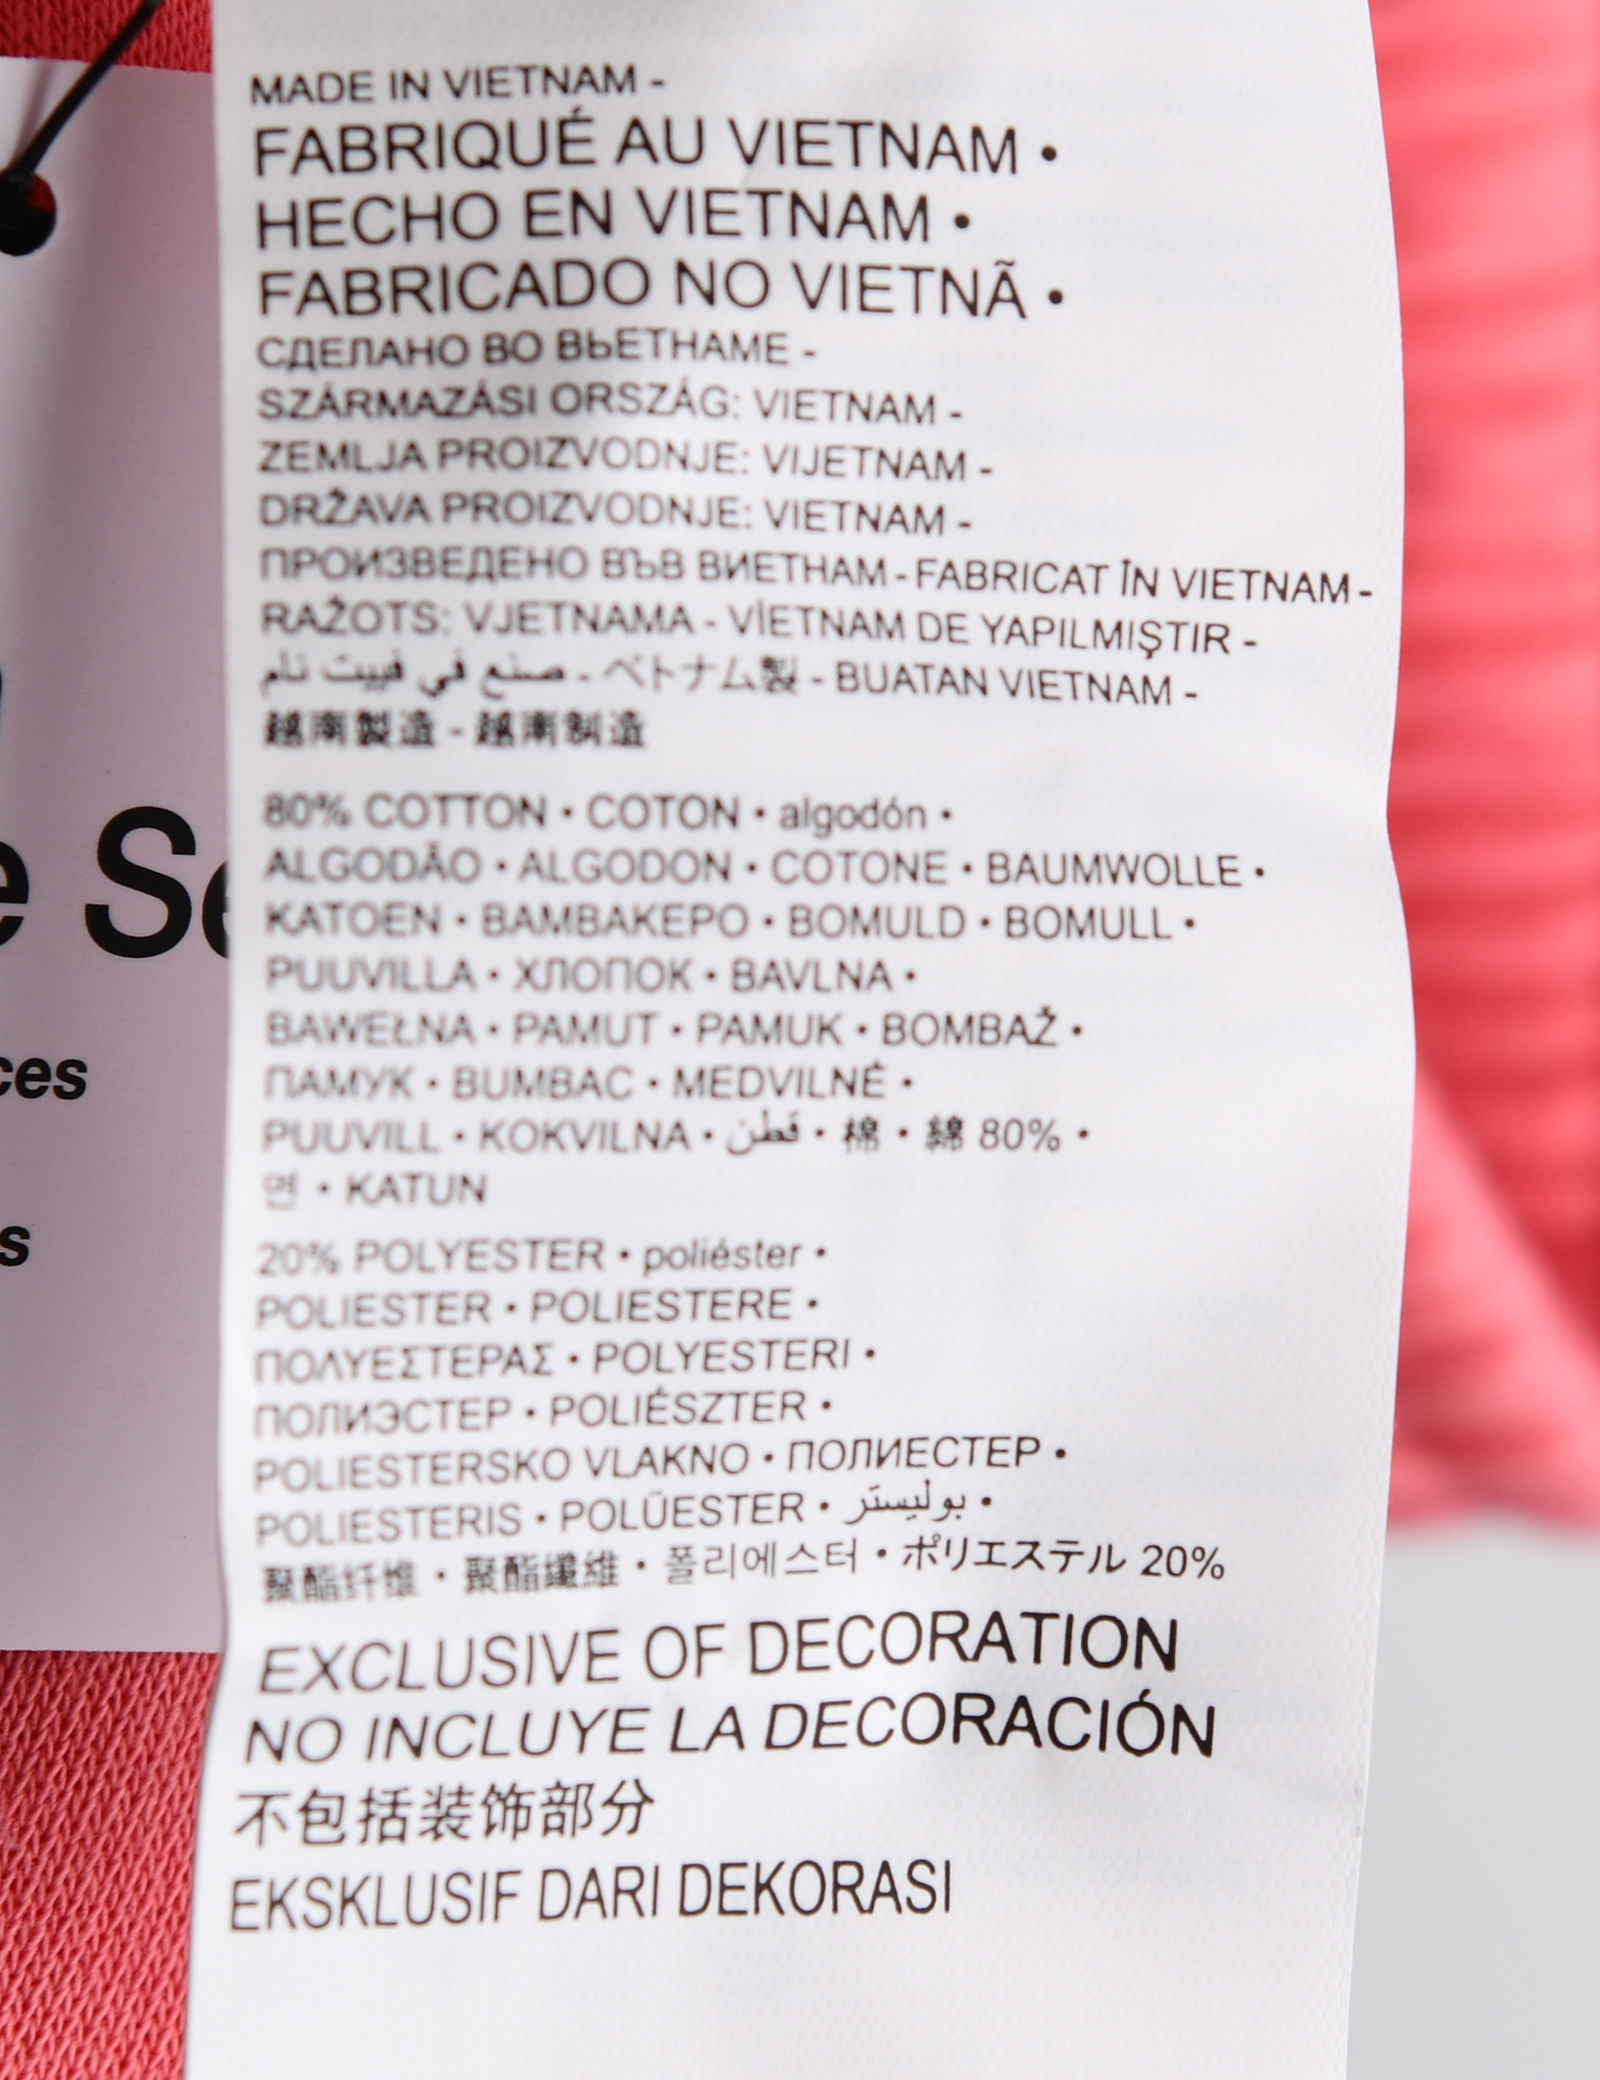 MADE IN VIETNAM -
FABRIQUÉ AU VIETNAM •
HECHO EN VIETNAM •
FABRICADO NO VIETNÃ •
СДЕЛАНО ВО ВЬЕТНАМЕ -
SZÁRMAZÁSI ORSZÁG: VIETNAM -
ZEMLJA PROIZVODNJE: VIJETNAM -
DRŽAVA PROIZVODNJE: VIETNAM -
ПРОИЗВЕДЕНО ВЪВ ВИЕТНАМ - FABRICAT ÎN VIETNAM -
RAŽOTS: VJETNAMA - VİETNAM DE YAPILMIŞTIR -
صنع في فييت نام - ベトナム製 - BUATAN VIETNAM -
越南製造 - 越南制造
80% COTTON • COTON • algodón •
ALGODÃO • ALGODON • COTONE • BAUMWOLLE •
KATOEN • ΒΑΜΒΑΚΕΡΟ • BOMULD • BOMULL •
PUUVILLA • ХЛОПОК • BAVLNA •
BAWEŁNA • PAMUT • PAMUK • BOMBAŽ •
ПАМУК • BUMBAC • MEDVILNĖ •
PUUVILL • KOKVILNA • قطن • 棉 • 綿 80% •
면 • KATUN
20% POLYESTER • poliéster •
POLIESTER • POLIESTERE •
ΠΟΛΥΕΣΤΕΡΑΣ • POLYESTERI •
ПОЛИЭСТЕР • POLIÉSZTER •
POLIESTERSKO VLAKNO • ПОЛИЕСТЕР •
POLIESTERIS • POLÜESTER • بوليستر •
聚酯纤维 • 聚酯纖維 • 폴리에스터 • ポリエステル 20%
EXCLUSIVE OF DECORATION
NO INCLUYE LA DECORACIÓN
不包括装饰部分
EKSKLUSIF DARI DEKORASI